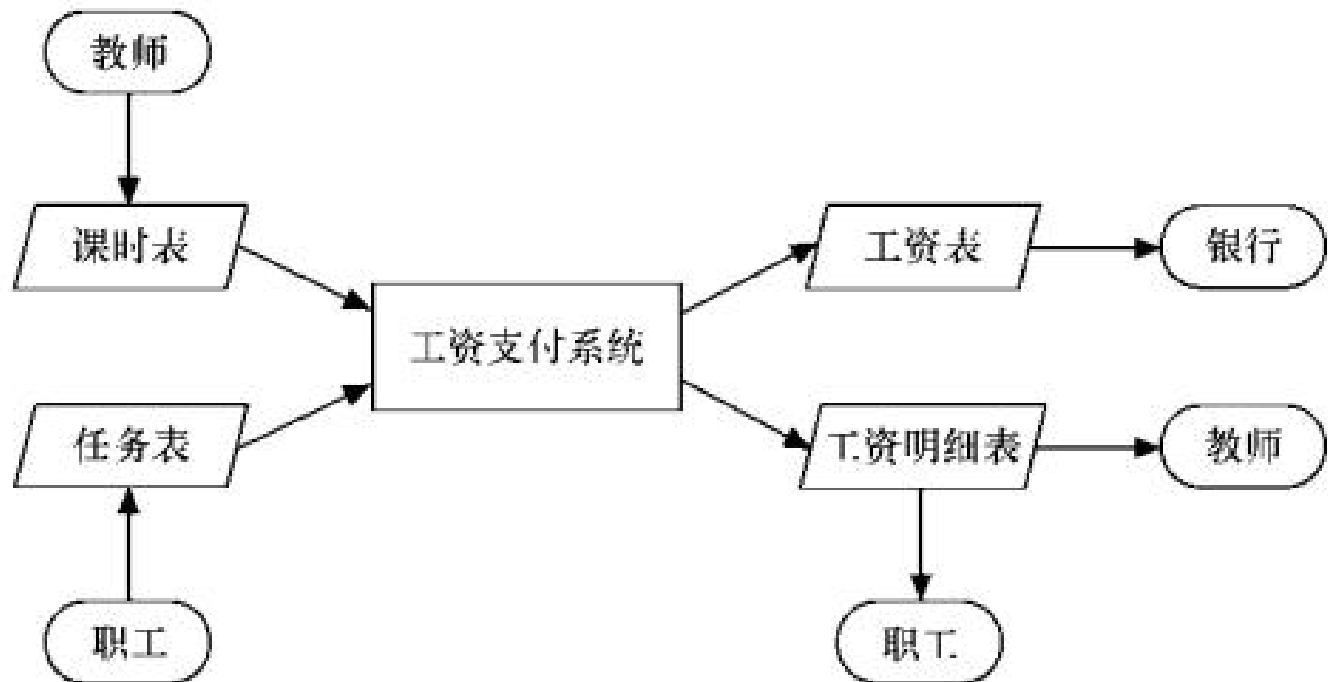 教师
课时表
工资表
银行
工资支付系统
任务表
工资明细表
教师
职工
职工